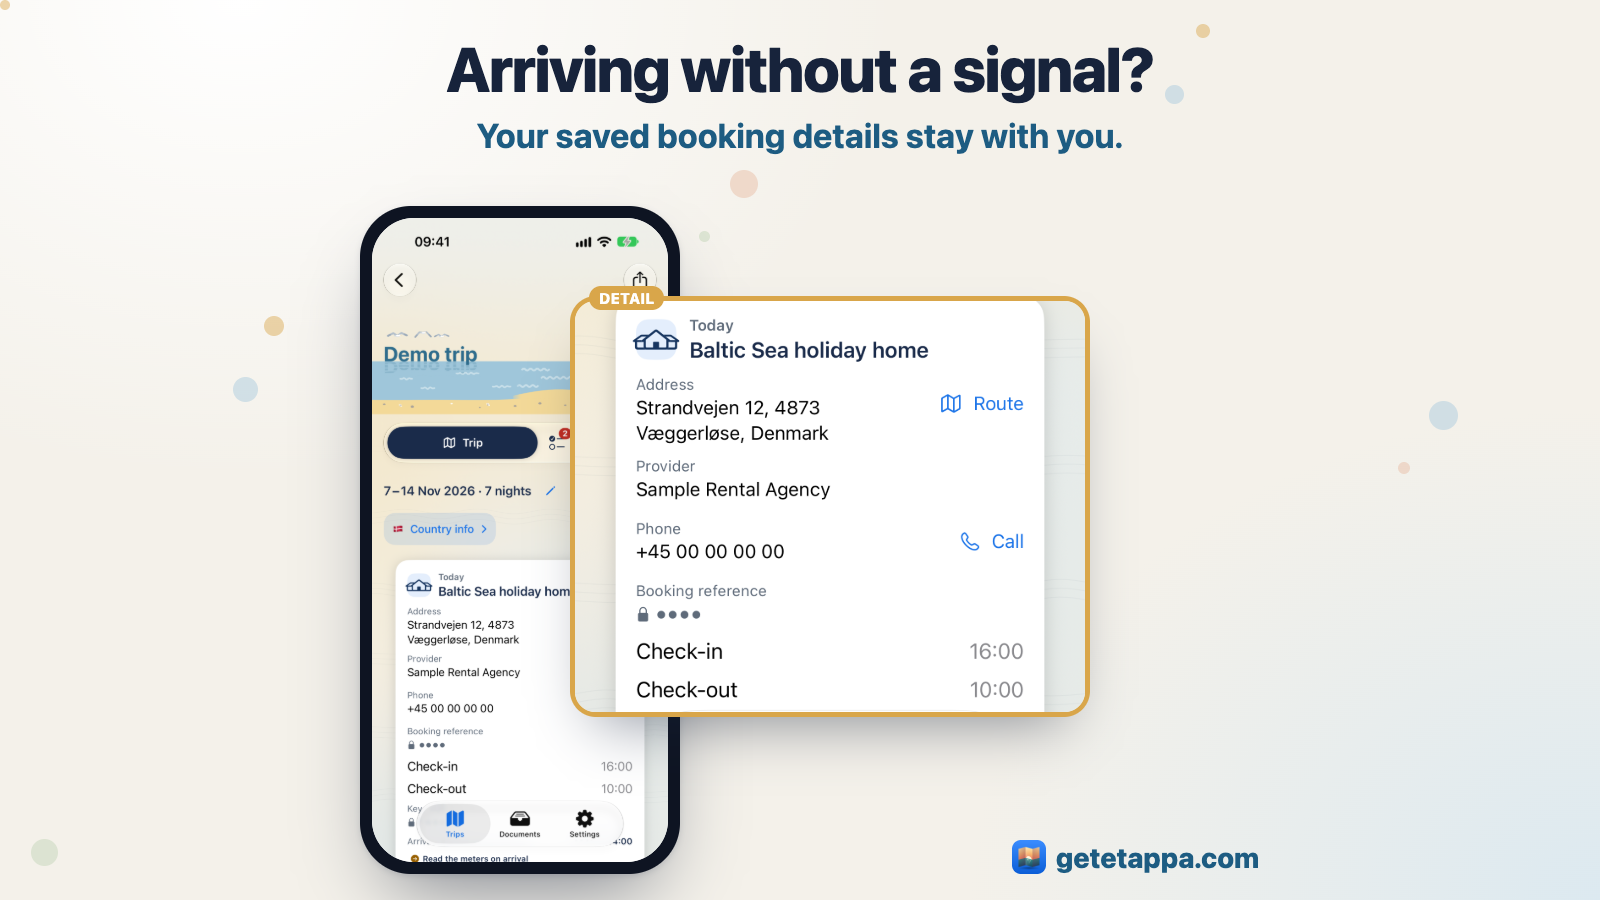 Arriving without a signal?
Your saved booking details stay with you.
09:41
Demo trip
Trip
2
7–14 Nov 2026 · 7 nights
Country info
Today
Baltic Sea holiday hom
Address
Strandvejen 12, 4873
Væggerløse, Denmark
Provider
Sample Rental Agency
Phone
+45 00 00 00 00
Booking reference
••••
Check-in 16:00
Check-out 10:00
Key
Trips
Documents
Settings
Read the meters on arrival
DETAIL
Today
Baltic Sea holiday home
Address
Strandvejen 12, 4873
Væggerløse, Denmark
Route
Provider
Sample Rental Agency
Phone
+45 00 00 00 00
Call
Booking reference
••••
Check-in 16:00
Check-out 10:00
getetappa.com